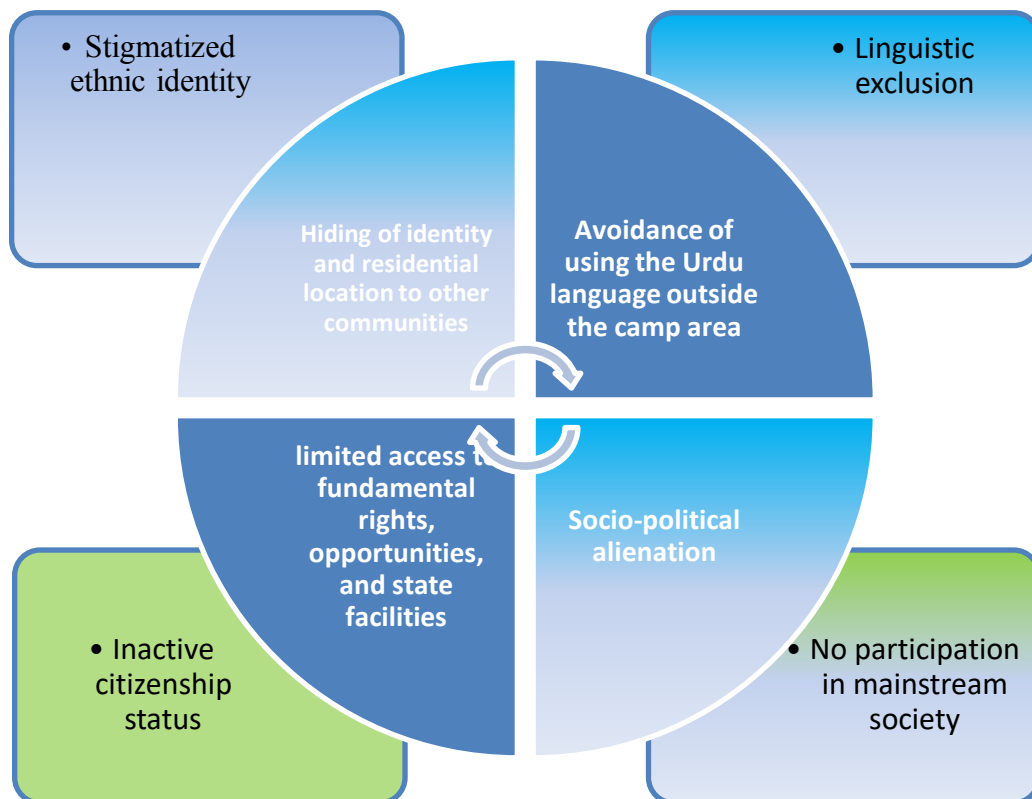 • Stigmatized
ethnic identity
• Linguistic
exclusion
Hiding of identity
and residential
location to other
communities
Avoidance of
using the Urdu
language outside
the camp area
limited access to
fundamental
rights,
opportunities,
and state
facilities
Socio-political
alienation
• Inactive
citizenship
status
• No participation
in mainstream
society